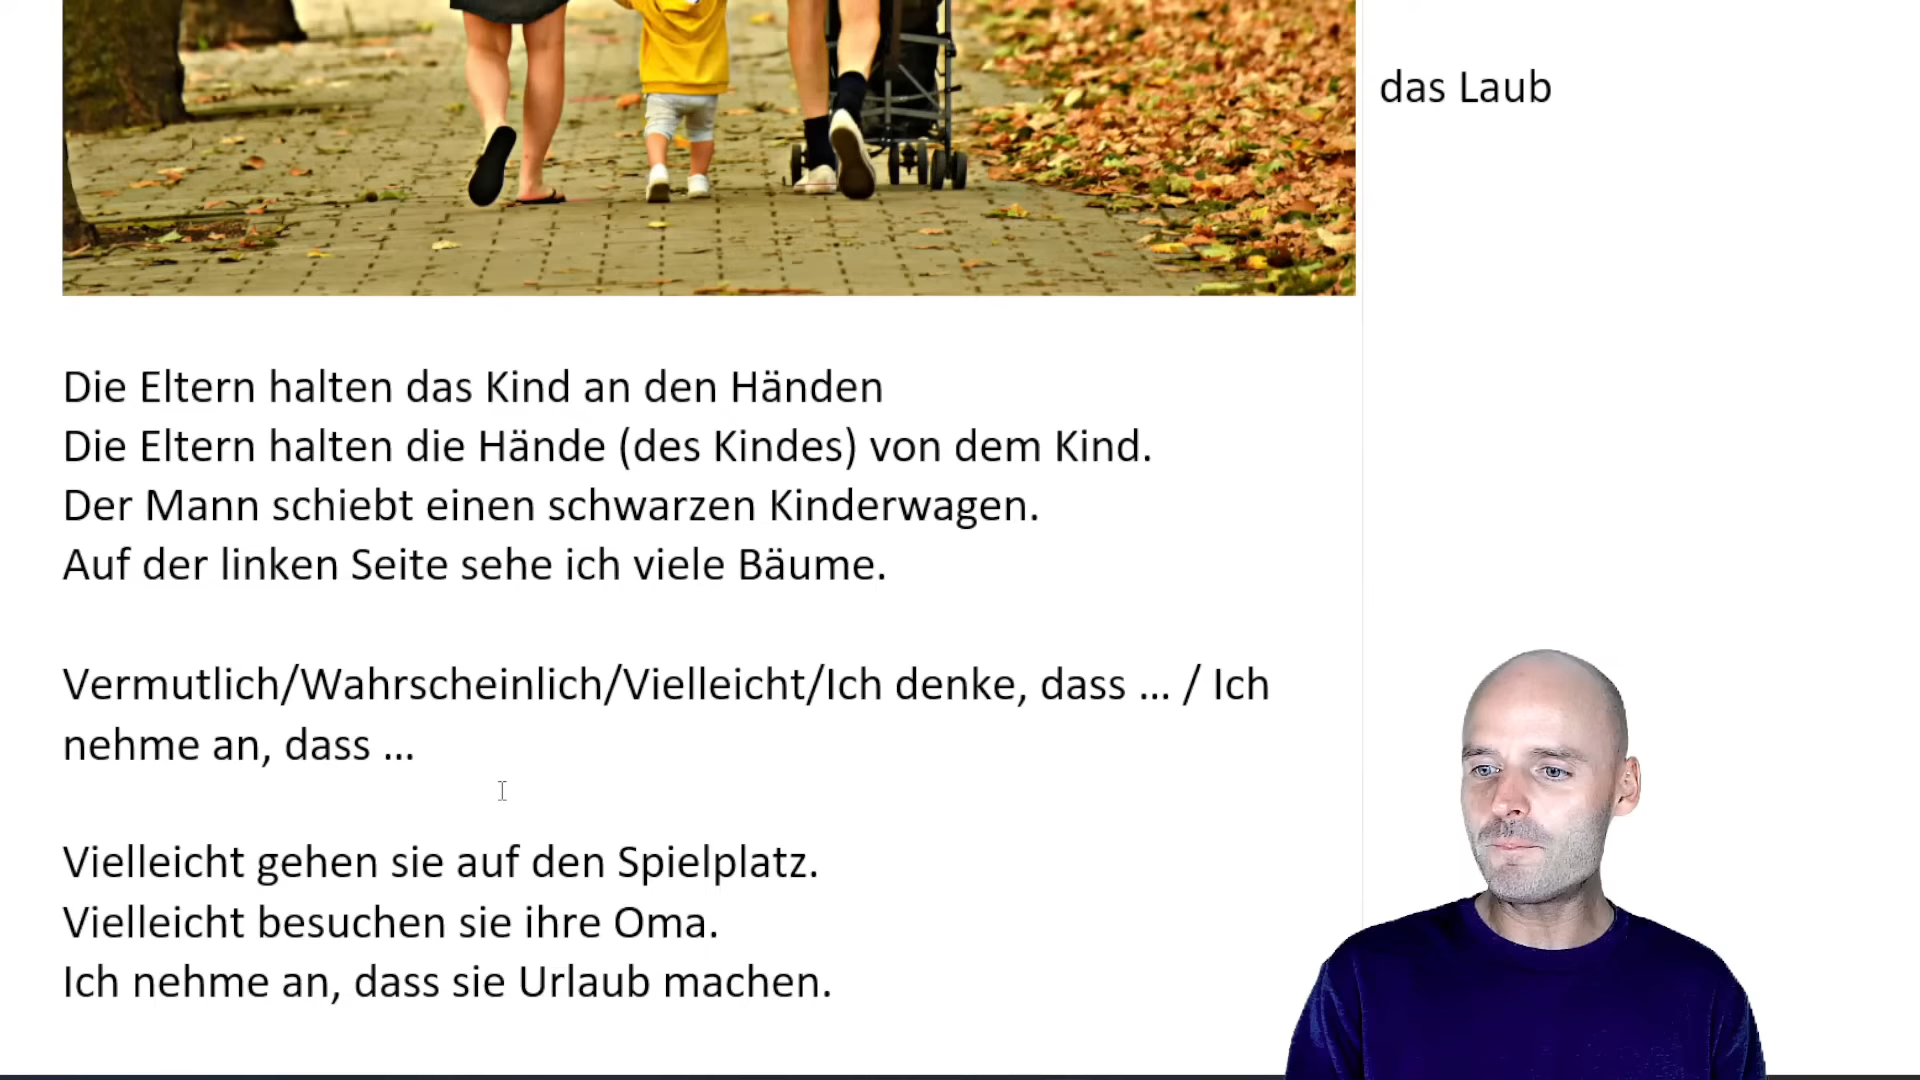 das Laub
Die Eltern halten das Kind an den Händen
Die Eltern halten die Hände (des Kindes) von dem Kind.
Der Mann schiebt einen schwarzen Kinderwagen.
Auf der linken Seite sehe ich viele Bäume.
Vermutlich/Wahrscheinlich/Vielleicht/Ich denke, dass ... / Ich
nehme an, dass ...
Vielleicht gehen sie auf den Spielplatz.
Vielleicht besuchen sie ihre Oma.
Ich nehme an, dass sie Urlaub machen.